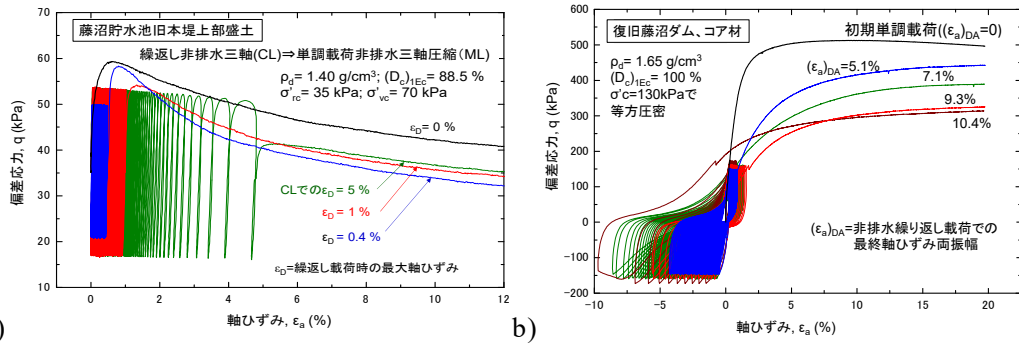 藤沼貯水池旧本堤上部盛土
繰返し非排水三軸(CL)⇒単調載荷非排水三軸圧縮(ML)
ρd= 1.40 g/cm³; (Dc)1Ec= 88.5 %
σ'rc= 35 kPa; σ'vc= 70 kPa
εD= 0 %
CLでのεD= 5 %
εD= 1 %
εD= 0.4 %
εD=繰返し載荷時の最大軸ひずみ
偏差応力, q (kPa)
80
70
60
50
40
30
20
10
0 2 4 6 8 10 12
軸ひずみ, εa (%)
)
b)
復旧藤沼ダム、コア材
初期単調載荷((εa)DA=0)
ρd= 1.65 g/cm³
(Dc)1Ec= 100 %
σ'c=130kPaで
等方圧密
(εa)DA=5.1%
7.1%
9.3%
10.4%
(εa)DA=非排水繰り返し載荷での
最終軸ひずみ両振幅
偏差応力, q (kPa)
600
500
400
300
200
100
0
-100
-200
-10 -5 0 5 10 15 20
軸ひずみ, εa (%)